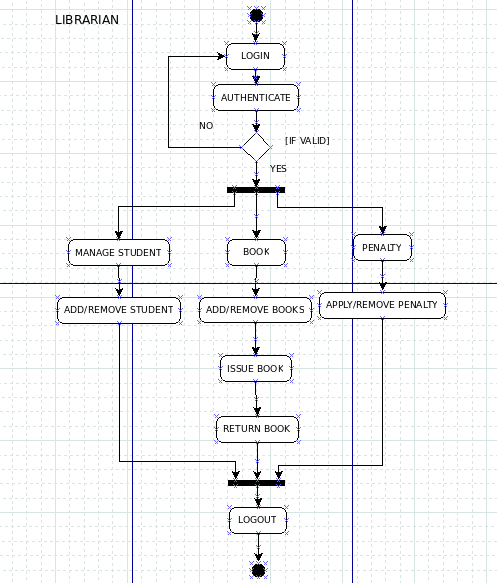 LIBRARIAN
LOGIN
AUTHENTICATE
NO
[IF VALID]
YES
MANAGE STUDENT
BOOK
PENALTY
ADD/REMOVE STUDENT
ADD/REMOVE BOOKS
APPLY/REMOVE PENALTY
ISSUE BOOK
RETURN BOOK
LOGOUT